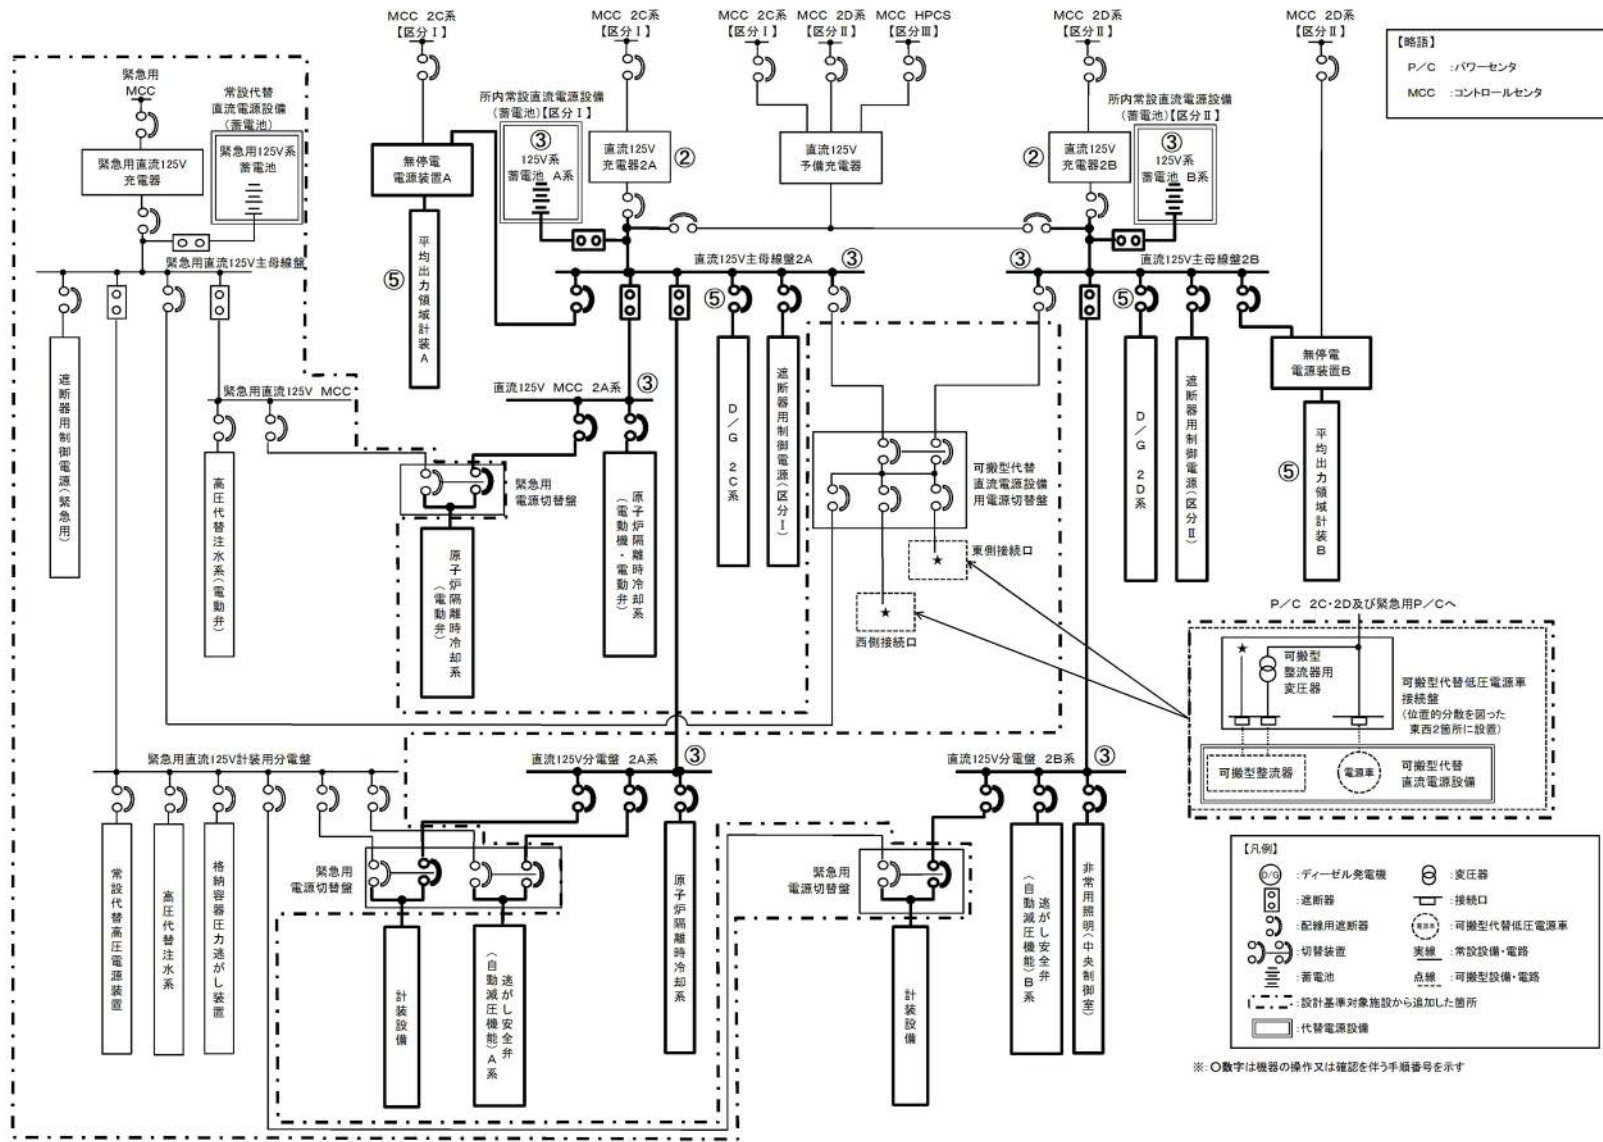 MCC 2C系
【区分Ⅰ】
MCC 2C系
【区分Ⅰ】
MCC 2C系
【区分Ⅰ】
MCC 2D系
【区分Ⅱ】
MCC HPCS
【区分Ⅲ】
MCC 2D系
【区分Ⅱ】
MCC 2D系
【区分Ⅱ】
【略語】
P/C :パワーセンタ
MCC :コントロールセンタ
緊急用
MCC
常設代替
直流電源設備
(蓄電池)
緊急用直流125V
充電器
緊急用125V系
蓄電池
無停電
電源装置A
所内常設直流電源設備
(蓄電池)【区分Ⅰ】
③
125V系
蓄電池 A系
直流125V
充電器2A
②
直流125V
予備充電器
②
直流125V
充電器2B
所内常設直流電源設備
(蓄電池)【区分Ⅱ】
③
125V系
蓄電池 B系
緊急用直流125V主母線盤
⑤
平均出力領域計装A
直流125V主母線盤2A
③
③
直流125V主母線盤2B
⑤
⑤
無停電
電源装置B
遮断器用制御電源(緊急用)
緊急用直流125V MCC
直流125V MCC 2A系
③
D/G 2C系
遮断器用制御電源(区分Ⅰ)
D/G 2D系
遮断器用制御電源(区分Ⅱ)
⑤
平均出力領域計装B
高圧代替注水系(電動弁)
緊急用
電源切替盤
原子炉隔離時冷却系
(電動弁)
原子炉隔離時冷却系
(電動機・電動弁)
可搬型代替
直流電源設備
用電源切替盤
東側接続口
★
★
西側接続口
P/C 2C・2D及び緊急用P/Cへ
★
可搬型
整流器用
変圧器
可搬型代替低圧電源車
接続盤
(位置的分散を図った
東西2箇所に設置)
可搬型整流器
電源車
可搬型代替
直流電源設備
緊急用直流125V計装用分電盤
直流125V分電盤 2A系
③
直流125V分電盤 2B系
③
常設代替高圧電源装置
高圧代替注水系
格納容器圧力逃がし装置
緊急用
電源切替盤
計装設備
逃がし安全弁
(自動減圧機能)A系
原子炉隔離時冷却系
緊急用
電源切替盤
計装設備
逃がし安全弁
(自動減圧機能)B系
非常用照明(中央制御室)
【凡例】
D/G :ディーゼル発電機
:変圧器
:遮断器
:接続口
:配線用遮断器
電源車 :可搬型代替低圧電源車
:切替装置
実線 :常設設備・電路
:蓄電池
点線 :可搬型設備・電路
:設計基準対象施設から追加した箇所
:代替電源設備
※:○数字は機器の操作又は確認を伴う手順番号を示す